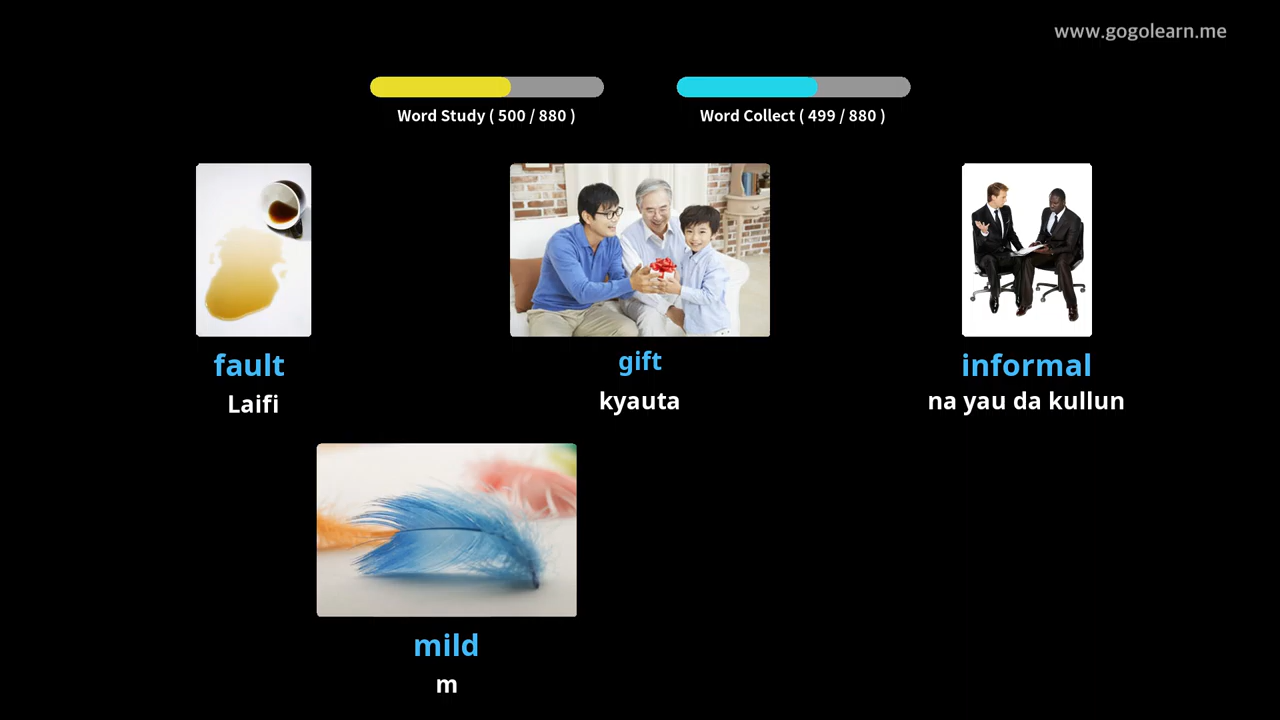 www.gogolearn.me
Word Study ( 500 / 880 )
Word Collect ( 499 / 880 )
fault
Laifi
gift
kyauta
informal
na yau da kullun
mild
m